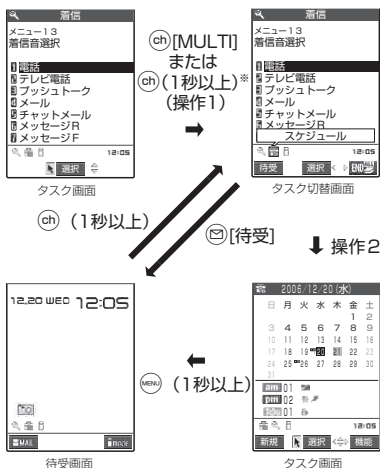 着信
メニュー13
着信音選択
1 電話
2 テレビ電話
3 プッシュトーク
4 メール
5 チャットメール
6 メッセージR
7 メッセージF
12:05
選択
タスク画面
ch [MULTI]
または
ch (1秒以上)※
(操作1)
着信
メニュー13
着信音選択
1 電話
2 テレビ電話
3 プッシュトーク
4 メール
5 チャットメール
6 メッセージR
スケジュール
12:05
待受 選択
タスク切替画面
ch (1秒以上)
[待受]
操作2
12.20 WED 12:05
MAIL
待受画面
MENU (1秒以上)
2006/12/20(水)
日 月 火 水 木 金 土
1 2
3 4 5 6 7 8 9
10 11 12 13 14 15 16
17 18 19 20 21 22 23
24 25 26 27 28 29 30
31
am 01
pm 02
01
12:05
新規 選択 機能
タスク画面